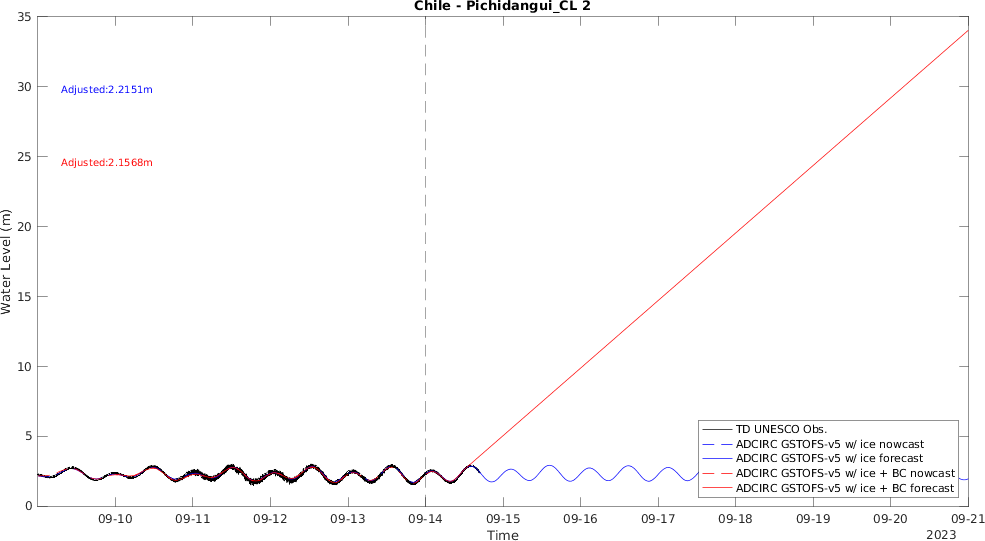 Chile - Pichidangui_CL 2
35
30
25
20
15
10
5
0
Water Level (m)
Adjusted:2.2151m
Adjusted:2.1568m
TD UNESCO Obs.
ADCIRC GSTOFS-v5 w/ ice nowcast
ADCIRC GSTOFS-v5 w/ ice forecast
ADCIRC GSTOFS-v5 w/ ice + BC nowcast
ADCIRC GSTOFS-v5 w/ ice + BC forecast
09-10 09-11 09-12 09-13 09-14 09-15 09-16 09-17 09-18 09-19 09-20 09-21
Time
2023